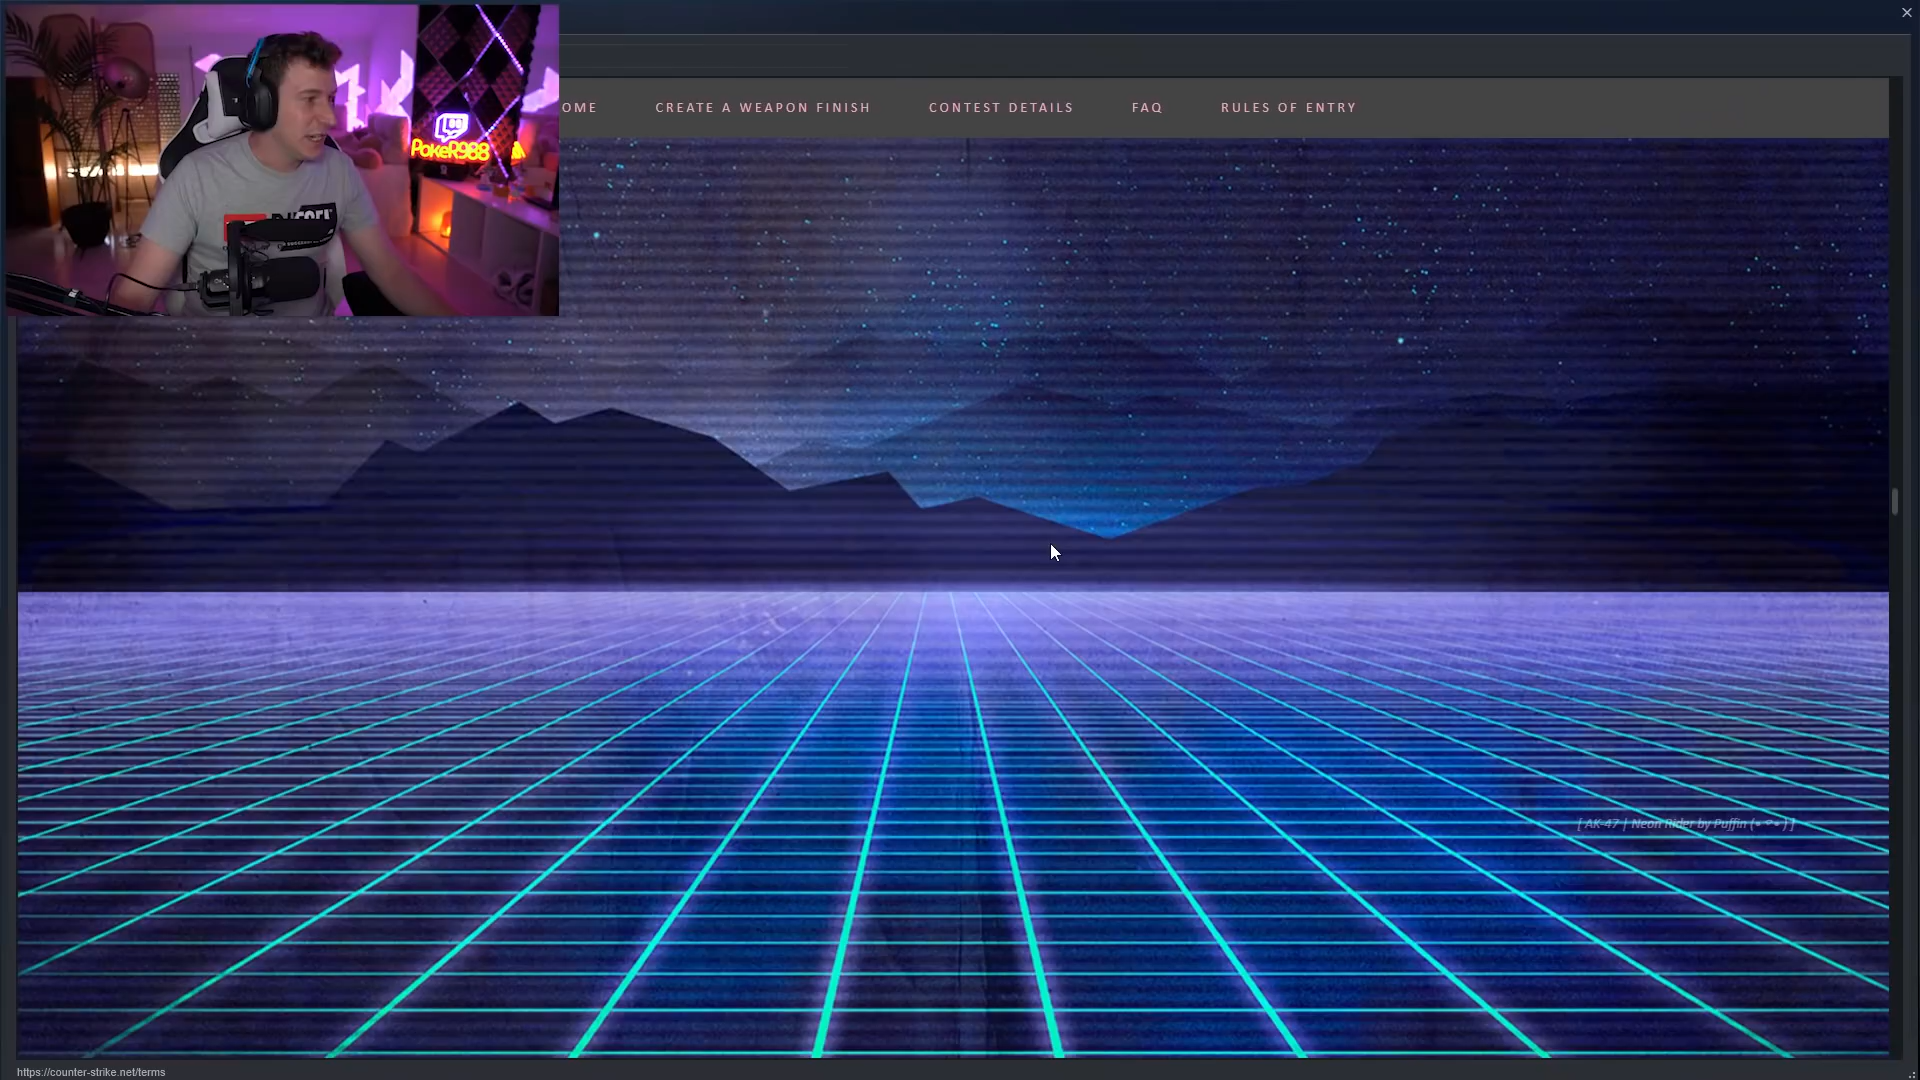 OME
CREATE A WEAPON FINISH
CONTEST DETAILS
FAQ
RULES OF ENTRY
PokeR988
DIESEL
[ AK-47 | Neon Rider by Puffin
https://counter-strike.net/terms